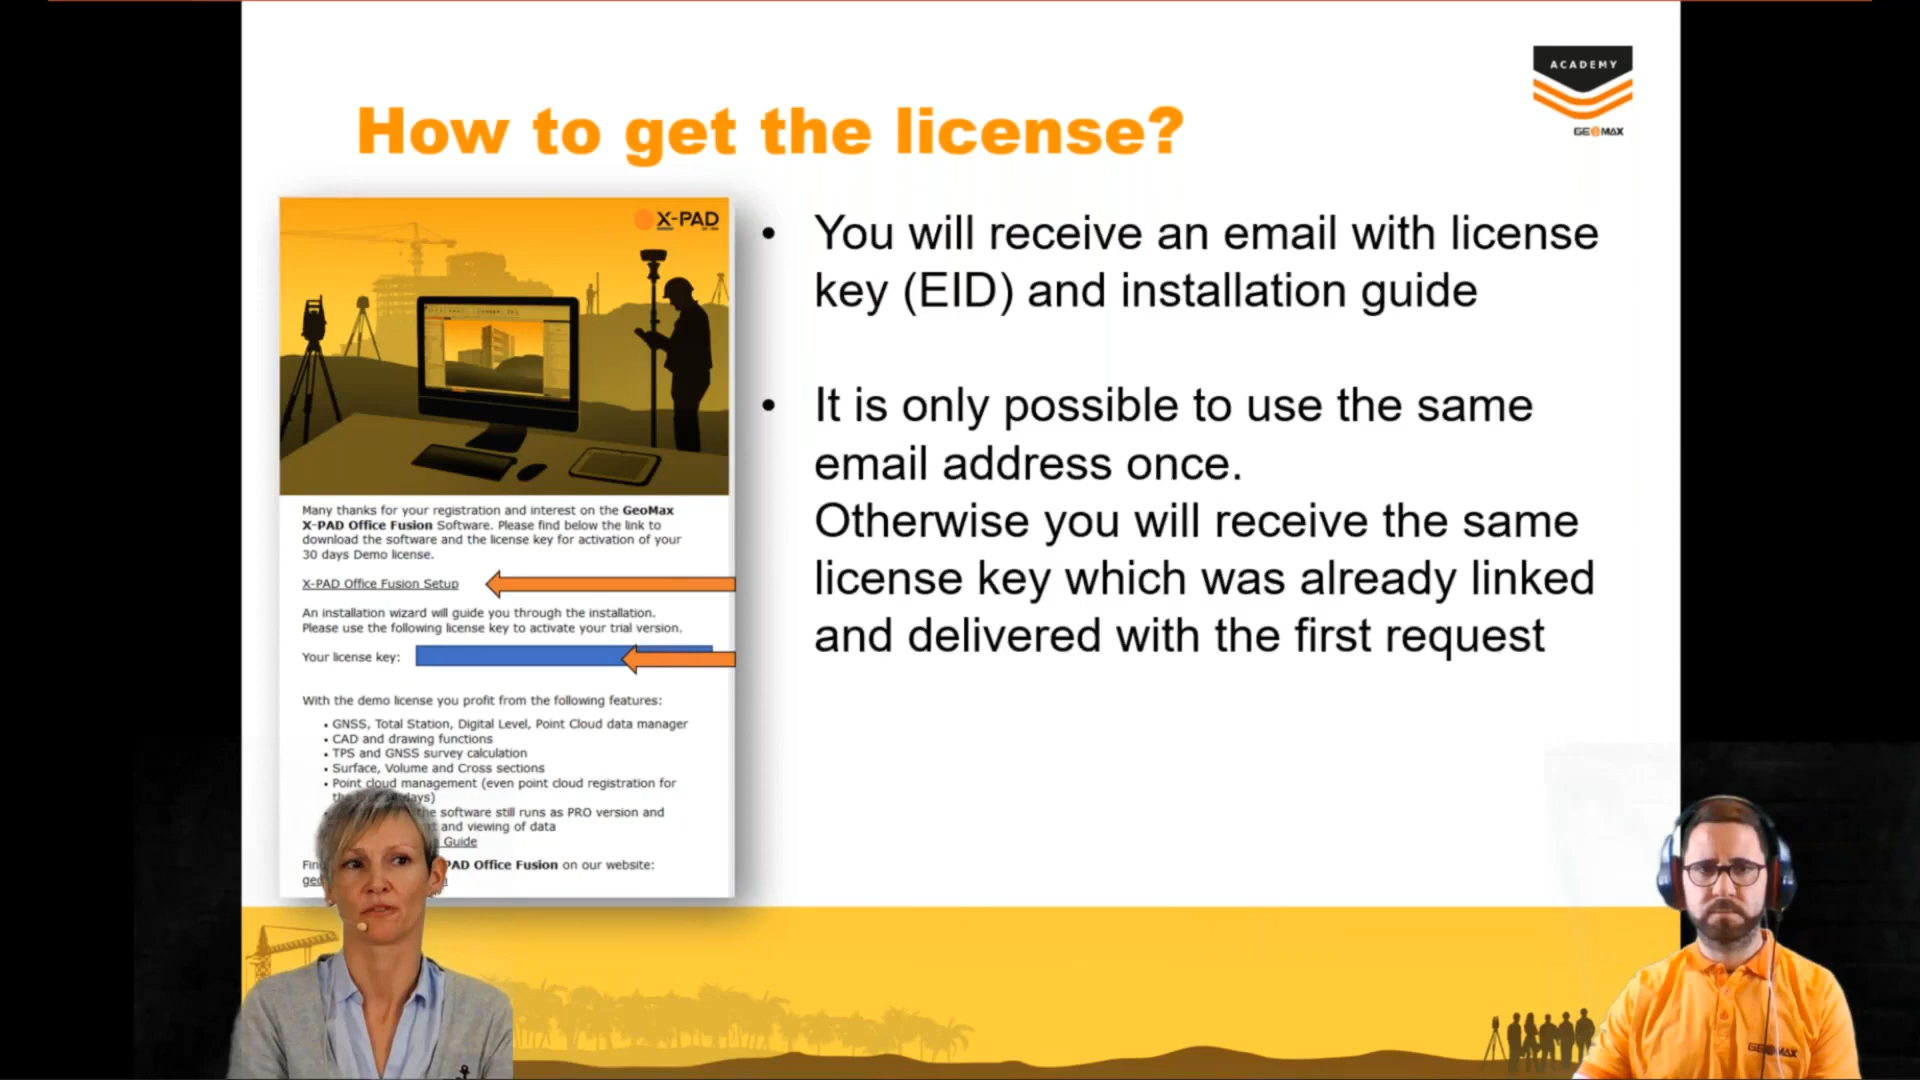 ACADEMY
GEOMAX
How to get the license?
X-PAD
• You will receive an email with license
key (EID) and installation guide
• It is only possible to use the same
email address once.
Otherwise you will receive the same
license key which was already linked
and delivered with the first request
Many thanks for your registration and interest on the GeoMax
X-PAD Office Fusion Software. Please find below the link to
download the software and the license key for activation of your
30 days Demo license.
X-PAD Office Fusion Setup
An installation wizard will guide you through the installation.
Please use the following license key to activate your trial version.
Your license key:
With the demo license you profit from the following features:
• GNSS, Total Station, Digital Level, Point Cloud data manager
• CAD and drawing functions
• TPS and GNSS survey calculation
• Surface, Volume and Cross sections
• Point cloud management (even point cloud registration for
the software still runs as PRO version and
and viewing of data
Guide
PAD Office Fusion on our website:
GEOMAX